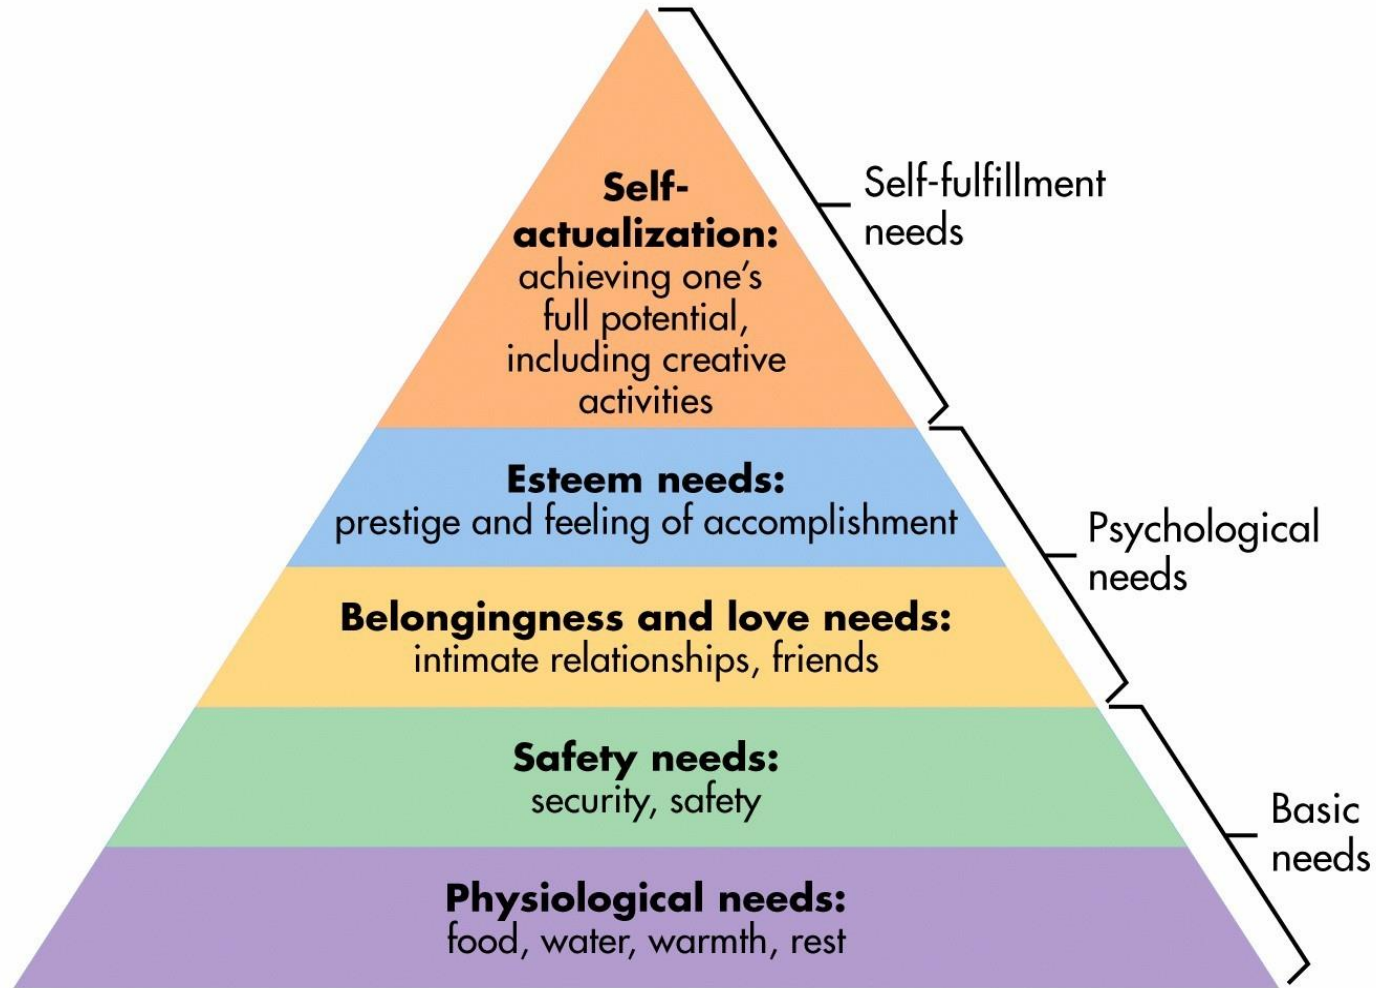 Self-
actualization:
achieving one's
full potential,
including creative
activities
Self-fulfillment
needs
Esteem needs:
prestige and feeling of accomplishment
Psychological
needs
Belongingness and love needs:
intimate relationships, friends
Safety needs:
security, safety
Basic
needs
Physiological needs:
food, water, warmth, rest